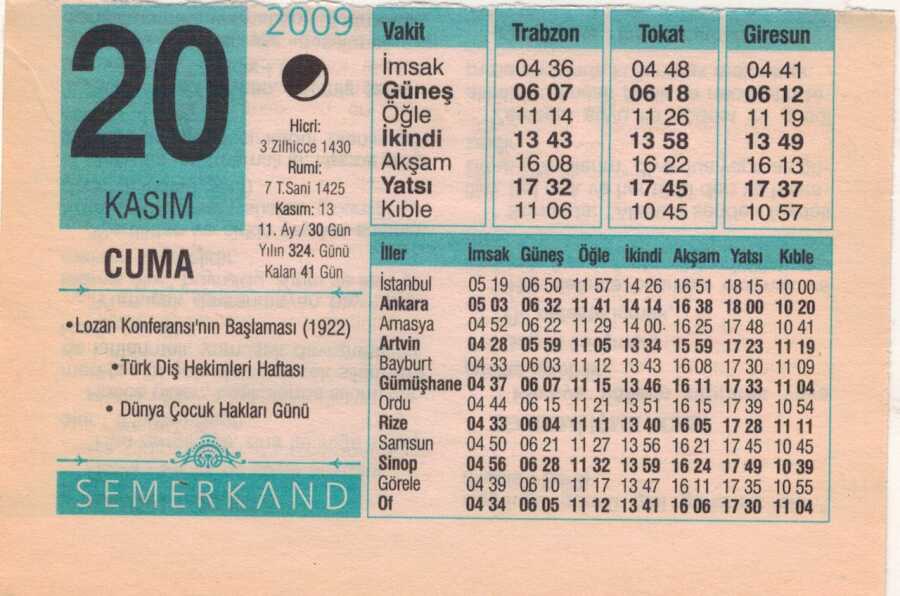 20
2009
KASIM
CUMA
Hicri:
3 Zilhicce 1430
Rumi:
7 T.Sani 1425
Kasım: 13
11. Ay / 30 Gün
Yılın 324. Günü
Kalan 41 Gün
•Lozan Konferansı'nın Başlaması (1922)
•Türk Diş Hekimleri Haftası
• Dünya Çocuk Hakları Günü
SEMERKAND
Vakit Trabzon Tokat Giresun
İmsak 04 36 04 48 04 41
Güneş 06 07 06 18 06 12
Öğle 11 14 11 26 11 19
İkindi 13 43 13 58 13 49
Akşam 16 08 16 22 16 13
Yatsı 17 32 17 45 17 37
Kıble 11 06 10 45 10 57
İller İmsak Güneş Öğle İkindi Akşam Yatsı Kıble
İstanbul 05 19 06 50 11 57 14 26 16 51 18 15 10 00
Ankara 05 03 06 32 11 41 14 14 16 38 18 00 10 20
Amasya 04 52 06 22 11 29 14 00 16 25 17 48 10 41
Artvin 04 28 05 59 11 05 13 34 15 59 17 23 11 19
Bayburt 04 33 06 03 11 12 13 43 16 08 17 30 11 09
Gümüşhane 04 37 06 07 11 15 13 46 16 11 17 33 11 04
Ordu 04 44 06 15 11 21 13 51 16 15 17 39 10 54
Rize 04 33 06 04 11 11 13 40 16 05 17 28 11 11
Samsun 04 50 06 21 11 27 13 56 16 21 17 45 10 45
Sinop 04 56 06 28 11 32 13 59 16 24 17 49 10 39
Görele 04 39 06 10 11 17 13 47 16 11 17 35 10 55
Of 04 34 06 05 11 12 13 41 16 06 17 30 11 04